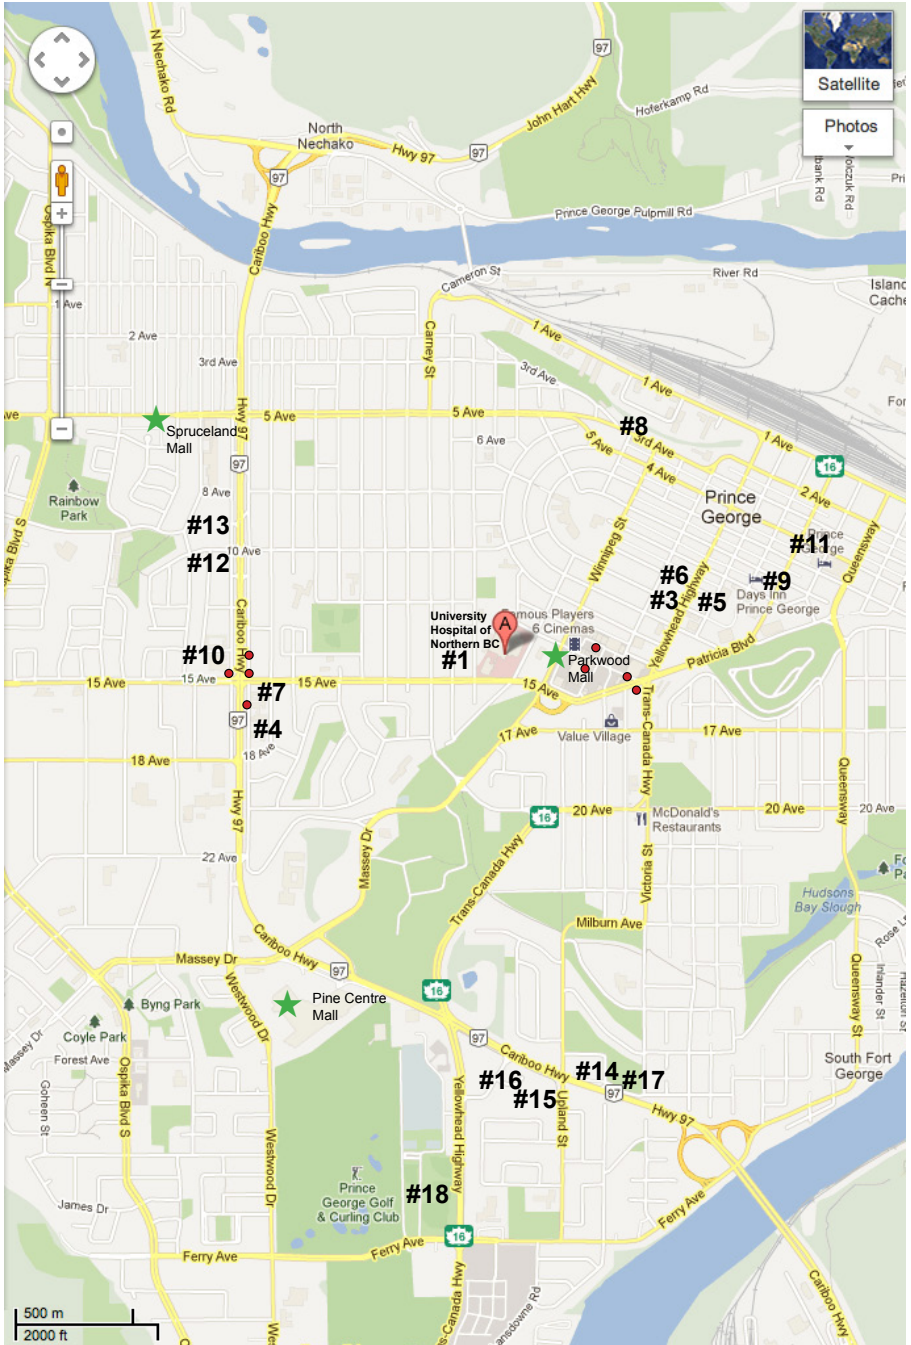 N Nechako Rd
97
John Hart Hwy
Hoferkamp Rd
Satellite
Photos
North
Nechako
Hwy 97
97
97
Cariboo Hwy
Prince George Pulpmill Rd
Cameron St
River Rd
Ospika Blvd N
1 Ave
2 Ave
3rd Ave
Carney St
1 Ave
3rd Ave
1 Ave
Hwy 97
5 Ave
5 Ave
#8
3rd Ave
1 Ave
Spruceland
Mall
6 Ave
5 Ave
4 Ave
16
97
2 Ave
Rainbow
Park
8 Ave
Prince
George
Queensway
#13
10 Ave
#12
Winnipeg St
#11
Prince
George
#6
#9
#3
#5
Days Inn
Prince George
Yellowhead Highway
Cariboo Hwy
University
Hospital of
Northern BC
A
Famous Players
6 Cinemas
#1
#10
Parkwood
Mall
Patricia Blvd
15 Ave
15 Ave
15 Ave
15 Ave
#7
97
#4
18 Ave
18 Ave
17 Ave
Value Village
17 Ave
Trans-Canada Hwy
Queensway
Hwy 97
16
20 Ave
20 Ave
20 Ave
McDonald's
Restaurants
22 Ave
Massey Dr
Trans-Canada Hwy
Victoria St
Hudsons
Bay Slough
Milburn Ave
Cariboo Hwy
Massey Dr
97
16
Westwood Dr
Pine Centre
Mall
Byng Park
Coyle Park
Massey Dr
Forest Ave
Queensway St
Inlander St
97
Cariboo Hwy
South Fort
George
#16
#14
#17
#15
97
Hwy 97
Upland St
Goheen St
Ospika Blvd S
Westwood Dr
Yellowhead Highway
Prince
George Golf
& Curling Club
#18
James Dr
Ferry Ave
Ferry Ave
Ferry Ave
16
Cariboo Hwy
500 m
2000 ft